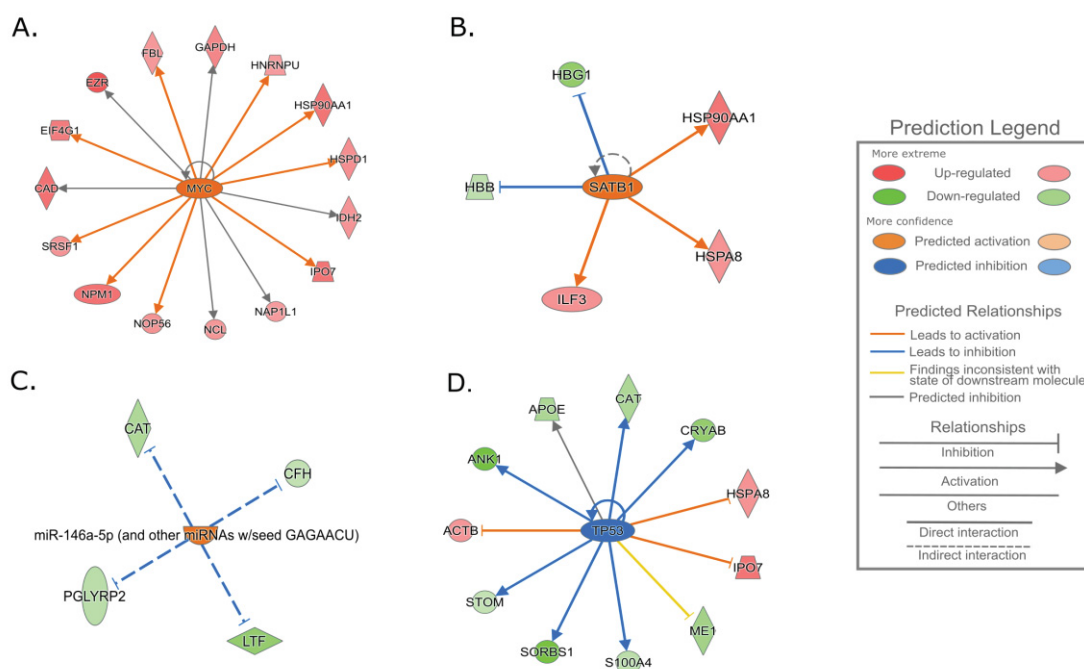 A.
FBL
GAPDH
HNRNPU
EZR
HSP90AA1
EIF4G1
HSPD1
MYC
CAD
IDH2
SRSF1
IPO7
NPM1
NOP56
NCL
NAP1L1
B.
HBG1
HSP90AA1
HBB
SATB1
HSPA8
ILF3
C.
CAT
CFH
miR-146a-5p (and other miRNAs w/seed GAGAACU)
PGLYRP2
LTF
D.
APOE
CAT
CRYAB
ANK1
HSPA8
ACTB
TP53
IPO7
STOM
ME1
SORBS1
S100A4
Prediction Legend
More extreme
Up-regulated
Down-regulated
More confidence
Predicted activation
Predicted inhibition
Predicted Relationships
Leads to activation
Leads to inhibition
Findings inconsistent with
state of downstream molecule
Predicted inhibition
Relationships
Inhibition
Activation
Others
Direct interaction
Indirect interaction